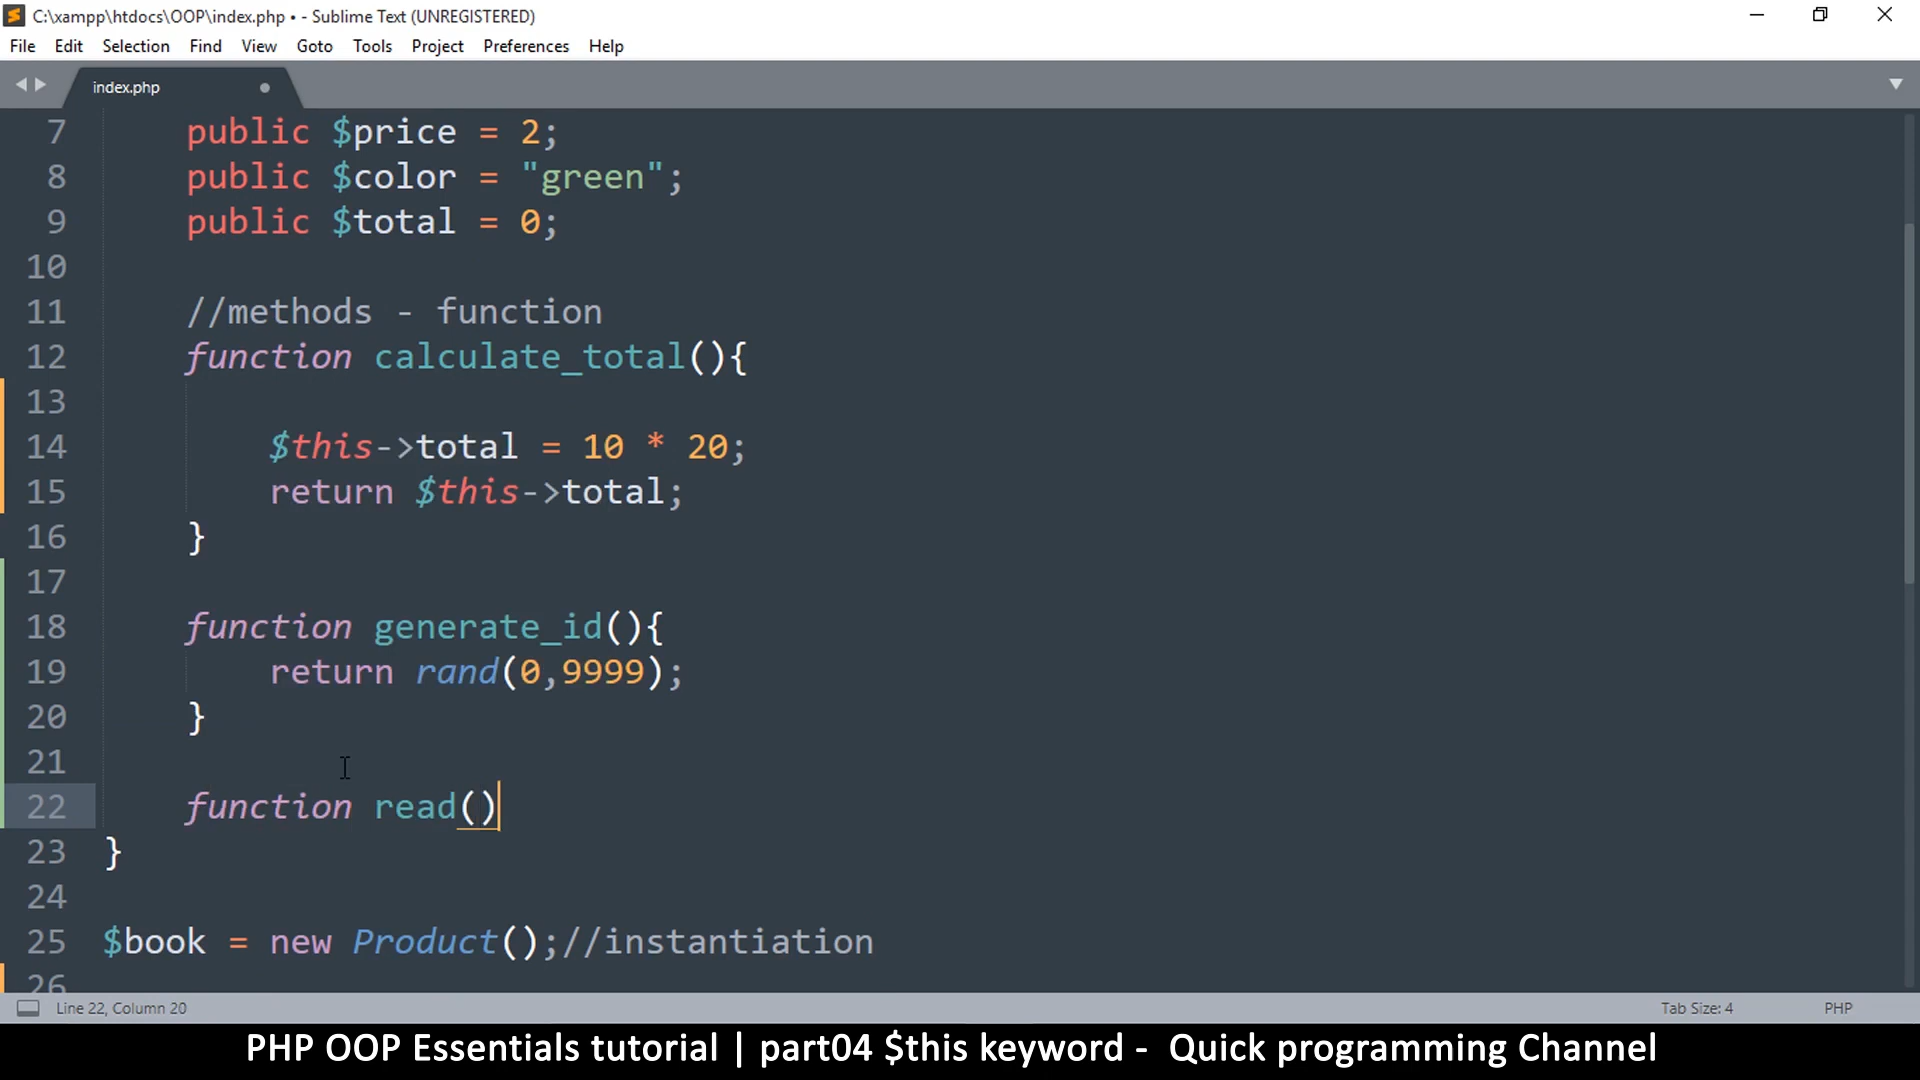 C:\xampp\htdocs\OOP\index.php • - Sublime Text (UNREGISTERED)
File Edit Selection Find View Goto Tools Project Preferences Help
index.php
7 public $price = 2;
8 public $color = "green";
9 public $total = 0;
10
11 //methods - function
12 function calculate_total(){
13
14 $this->total = 10 * 20;
15 return $this->total;
16 }
17
18 function generate_id(){
19 return rand(0,9999);
20 }
21
22 function read()
23 }
24
25 $book = new Product();//instantiation
26
Line 22, Column 20 Tab Size: 4 PHP
PHP OOP Essentials tutorial | part04 $this keyword - Quick programming Channel